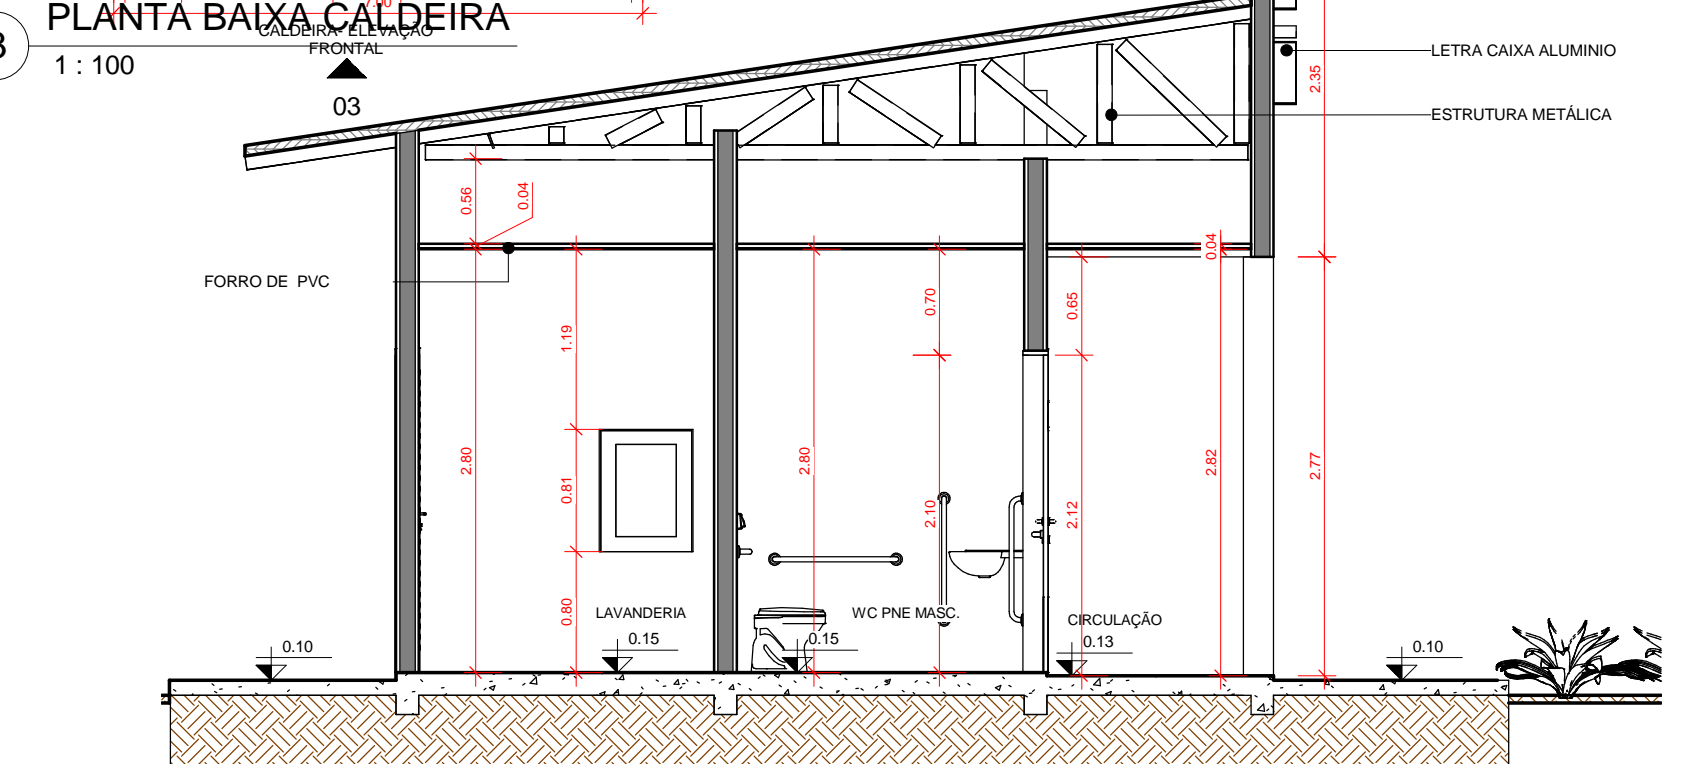 7.00
PLANTA BAIXA CALDEIRA
3
CALDEIRA- ELEVAÇÃO
FRONTAL
1 : 100
03
LETRA CAIXA ALUMINIO
2.35
ESTRUTURA METÁLICA
0.56
0.04
0.04
FORRO DE PVC
0.70
0.65
1.19
2.80
2.80
2.82
2.77
0.81
2.10
2.12
0.80
LAVANDERIA
WC PNE MASC.
CIRCULAÇÃO
0.10
0.15
0.15
0.13
0.10